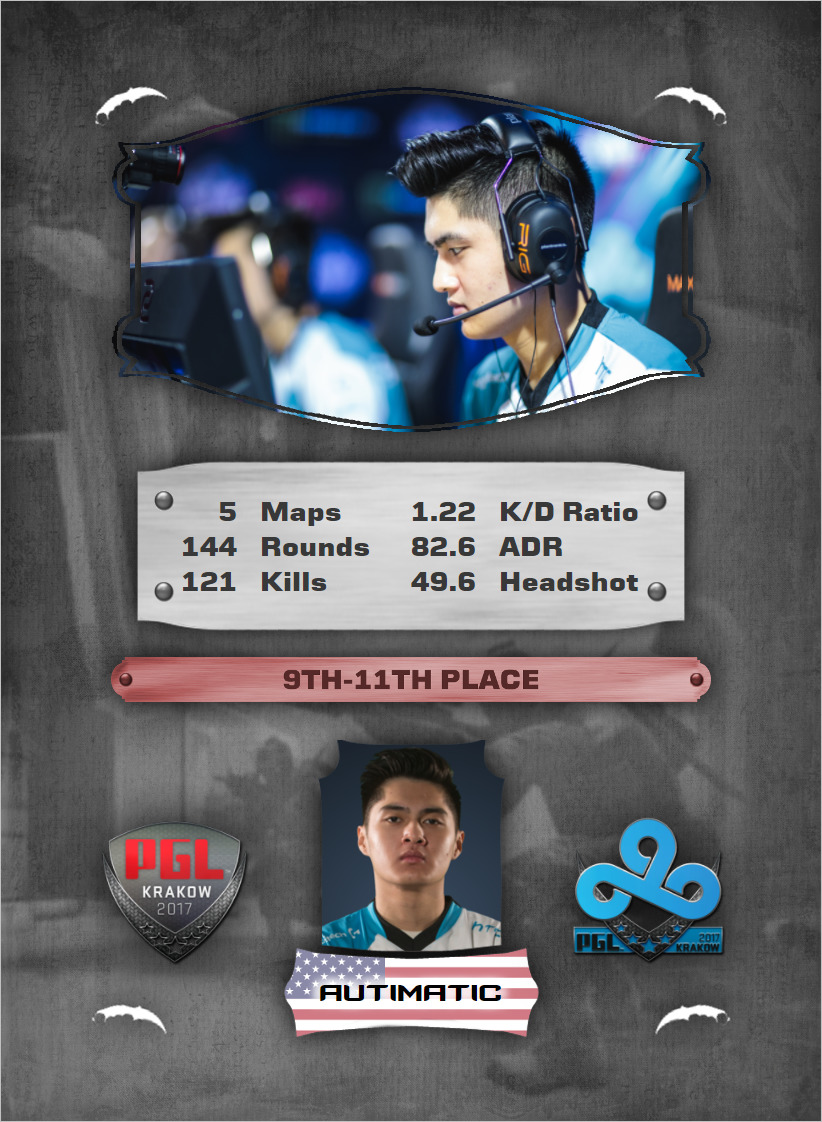 RIG
5 Maps 1.22 K/D Ratio
144 Rounds 82.6 ADR
121 Kills 49.6 Headshot
9TH-11TH PLACE
PGL
KRAKOW
2017
PGL 2017 KRAKOW
AUTIMATIC